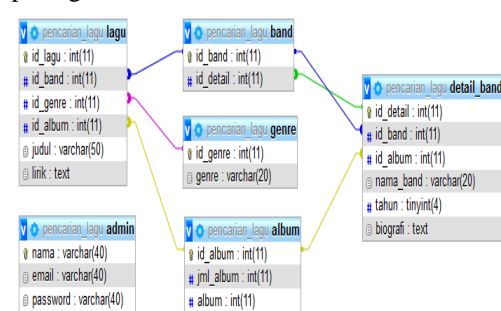 pencarian_lagu lagu
id_lagu : int(11)
id_band : int(11)
id_genre : int(11)
id_album : int(11)
judul : varchar(50)
lirik : text
pencarian_lagu band
id_band : int(11)
id_detail : int(11)
pencarian_lagu genre
id_genre : int(11)
genre : varchar(20)
pencarian_lagu detail_band
id_detail : int(11)
id_band : int(11)
id_album : int(11)
nama_band : varchar(20)
tahun : tinyint(4)
biografi : text
pencarian_lagu admin
nama : varchar(40)
email : varchar(40)
password : varchar(40)
pencarian_lagu album
id_album : int(11)
jml_album : int(11)
album : int(11)